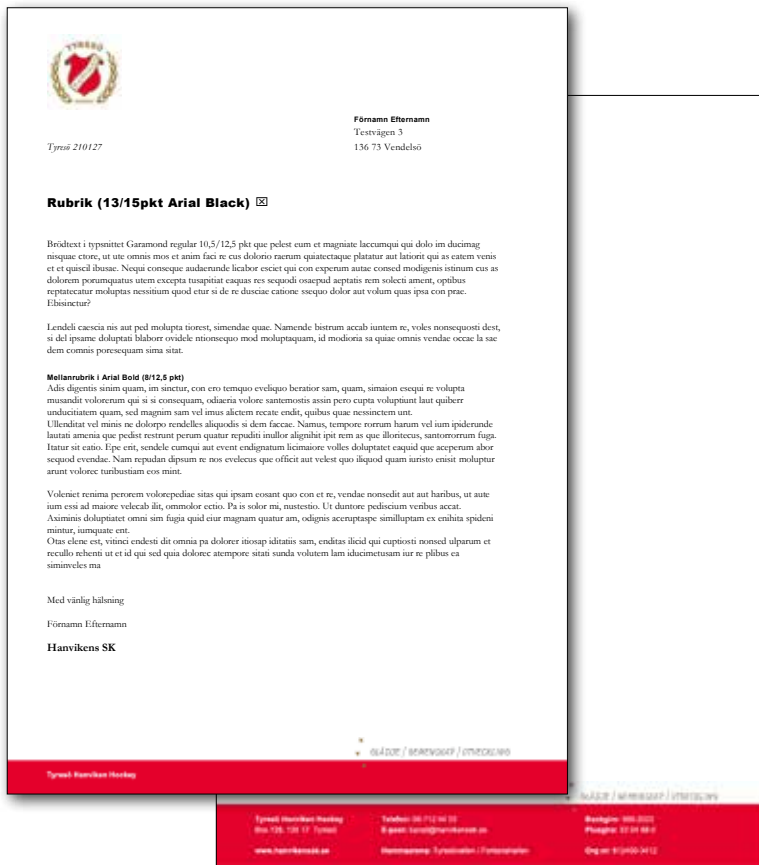 TYRESÖ
Förnamn Efternamn
Testvägen 3
Tyresö 210127
136 73 Vendelsö
Rubrik (13/15pkt Arial Black)
Brödtext i typsnittet Garamond regular 10,5/12,5 pkt que pelest eum et magniate laccumqui qui dolo im ducimag
nisquae ctore, ut ute omnis mos et anim faci re cus dolorio raerum quiatectaque platatur aut latiorit qui as eatem venis
et et quiscil ibusae. Nequi conseque audaerunde licabor esciet qui con experum autae consed modigenis istinum cus as
dolorem porumquatus utem excepta tusapitiat eaquas res sequodi osaepud aeptatis rem solecti ament, optibus
reptatecatur moluptas nessitium quod etur si de re dusciae catione ssequo dolor aut volum quas ipsa con prae.
Ebisinctur?
Lendeli caescia nis aut ped molupta tiorest, simendae quae. Namende bistrum accab iuntem re, voles nonsequosti dest,
si del ipsame doluptati blaborr ovidele ntionsequo mod moluptaquam, id modioria sa quiae omnis vendae occae la sae
dem comnis poresequam sima sitat.
Mellanrubrik i Arial Bold (8/12,5 pkt)
Adis digentis sinim quam, im sinctur, con ero temquo eveliquo beratior sam, quam, simaion esequi re volupta
musandit volorerum qui si si consequam, odiaeria volore santemostis assin pero cupta voluptiunt laut quiberr
unducitiatem quam, sed magnim sam vel imus alictem recate endit, quibus quae nessinctem unt.
Ullenditat vel minis ne dolorpo rendelles aliquodis si dem faccae. Namus, tempore rorrum harum vel ium ipiderunde
lautati amenia que pedist restrunt perum quatur repuditi inullor alignihit ipit rem as que illoritecus, santorrorrum fuga.
Itatur sit eatio. Epe erit, sendele cumqui aut event endignatum licimaiore volles doluptatet eaquid que aceperum abor
sequod evendae. Nam repudan dipsum re nos evelecus que officit aut velest quo iliquod quam iuristo enisit moluptur
arunt volorec turibustiam eos mint.
Voleniet renima perorem volorepediae sitas qui ipsam eosant quo con et re, vendae nonsedit aut aut haribus, ut aute
ium essi ad maiore velecab ilit, ommolor ectio. Pa is solor mi, nustestio. Ut duntore pediscium veribus accat.
Aximinis doluptiatet omni sim fugia quid eiur magnam quatur am, odignis aceruptaspe similluptam ex enihita spideni
mintur, iumquate ent.
Otas elene est, vitinci endesti dit omnia pa dolorer itiosap iditatiis sam, enditas ilicid qui cuptiosti nonsed ulparum et
recullo rehenti ut et id qui sed quia dolorec atempore sitati sunda volutem lam iducimetusam iur re plibus ea
siminveles ma
Med vänlig hälsning
Förnamn Efternamn
Hanvikens SK
GLÄDJE / GEMENSKAP / UTVECKLING
Tyresö Hanviken Hockey
GLÄDJE / GEMENSKAP / UTVECKLING
Tyresö Hanviken Hockey
www.hanvikenssk.se